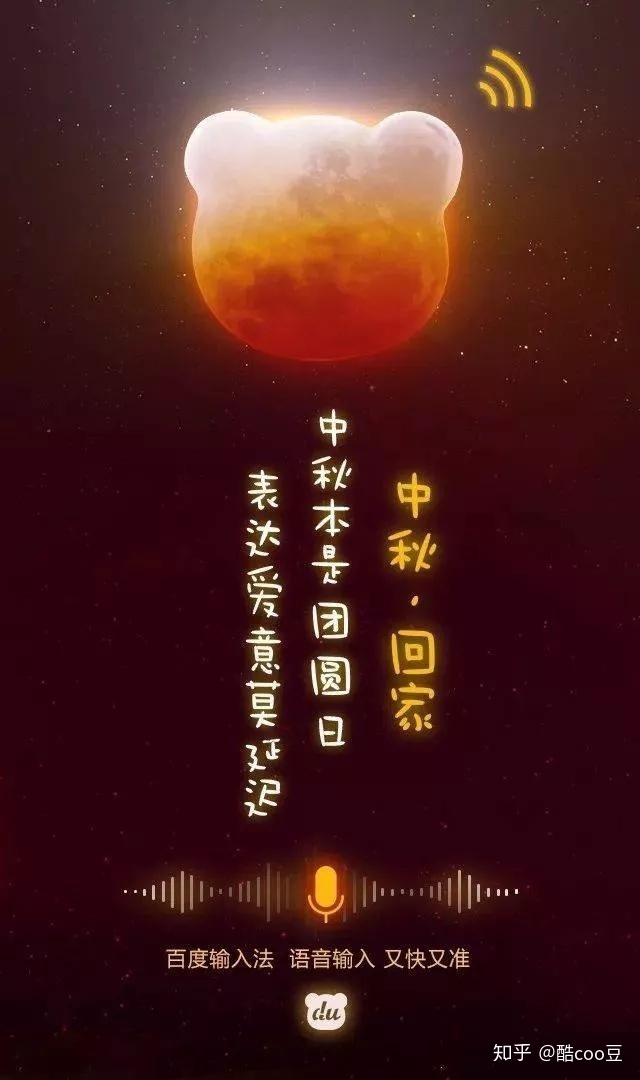 中秋·回家
中秋本是团圆日
表达爱意莫延迟
百度输入法 语音输入 又快又准
du
知乎 @酷coo豆